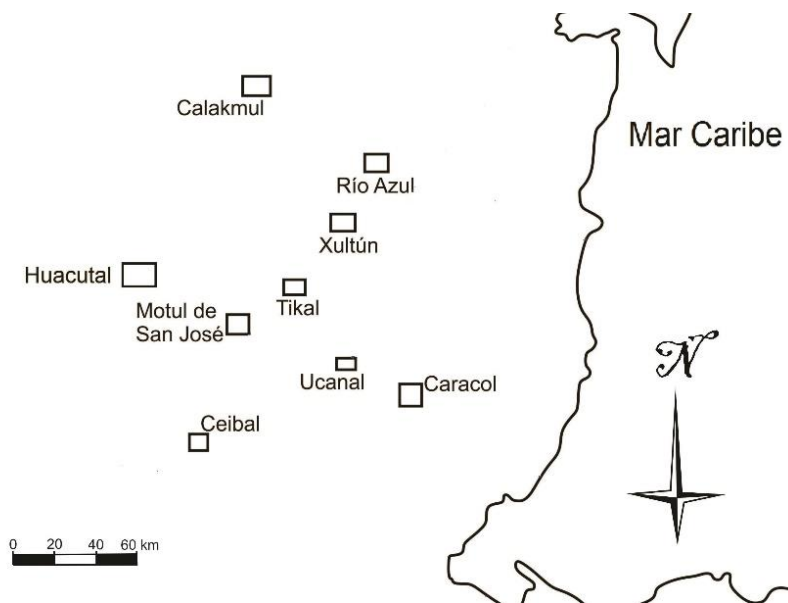 Calakmul
Mar Caribe
Río Azul
Xultún
Huacutal
Tikal
Motul de
San José
Ucanal
Caracol
Ceibal
N
0 20 40 60 km